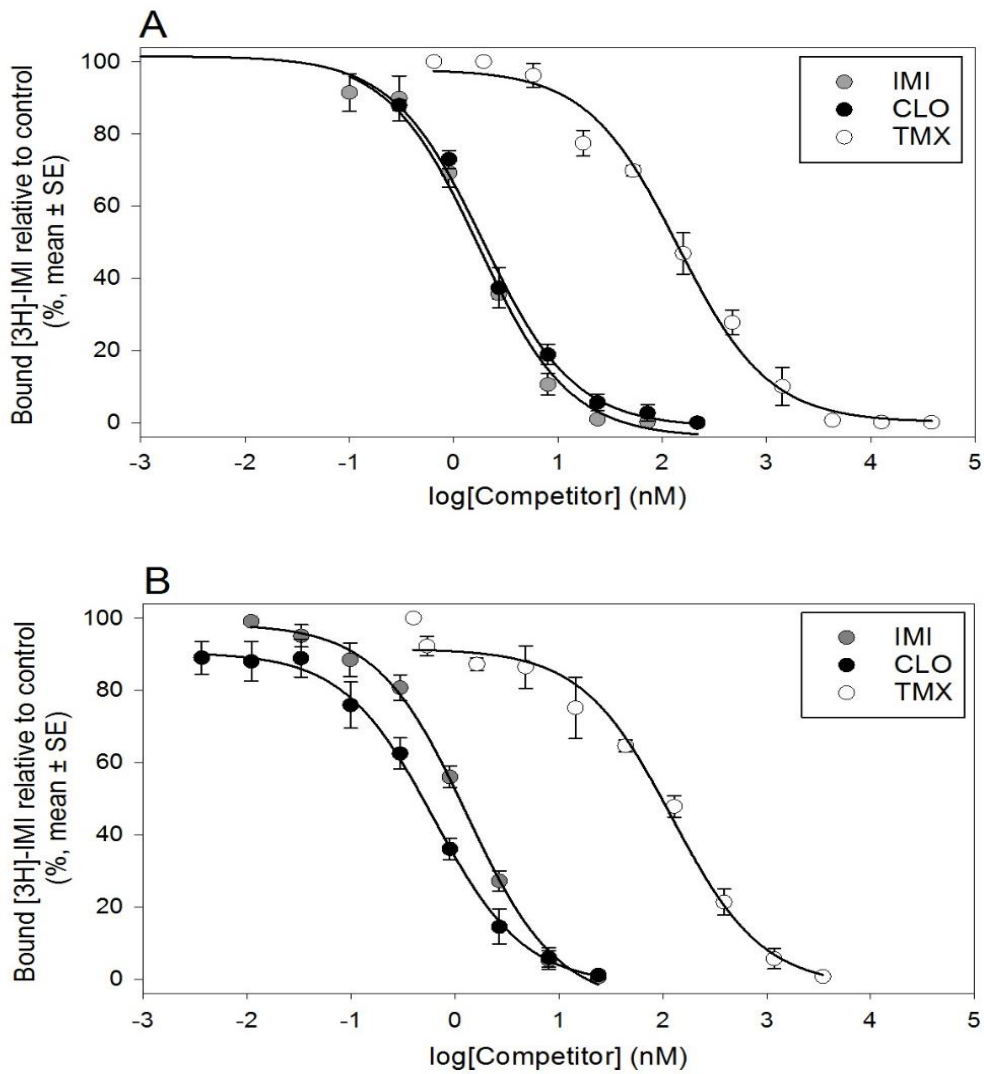 A
100
80
60
40
20
0
Bound [3H]-IMI relative to control
(%, mean ± SE)
IMI
CLO
TMX
-3 -2 -1 0 1 2 3 4 5
log[Competitor] (nM)
B
100
80
60
40
20
0
Bound [3H]-IMI relative to control
(%, mean ± SE)
IMI
CLO
TMX
-3 -2 -1 0 1 2 3 4 5
log[Competitor] (nM)